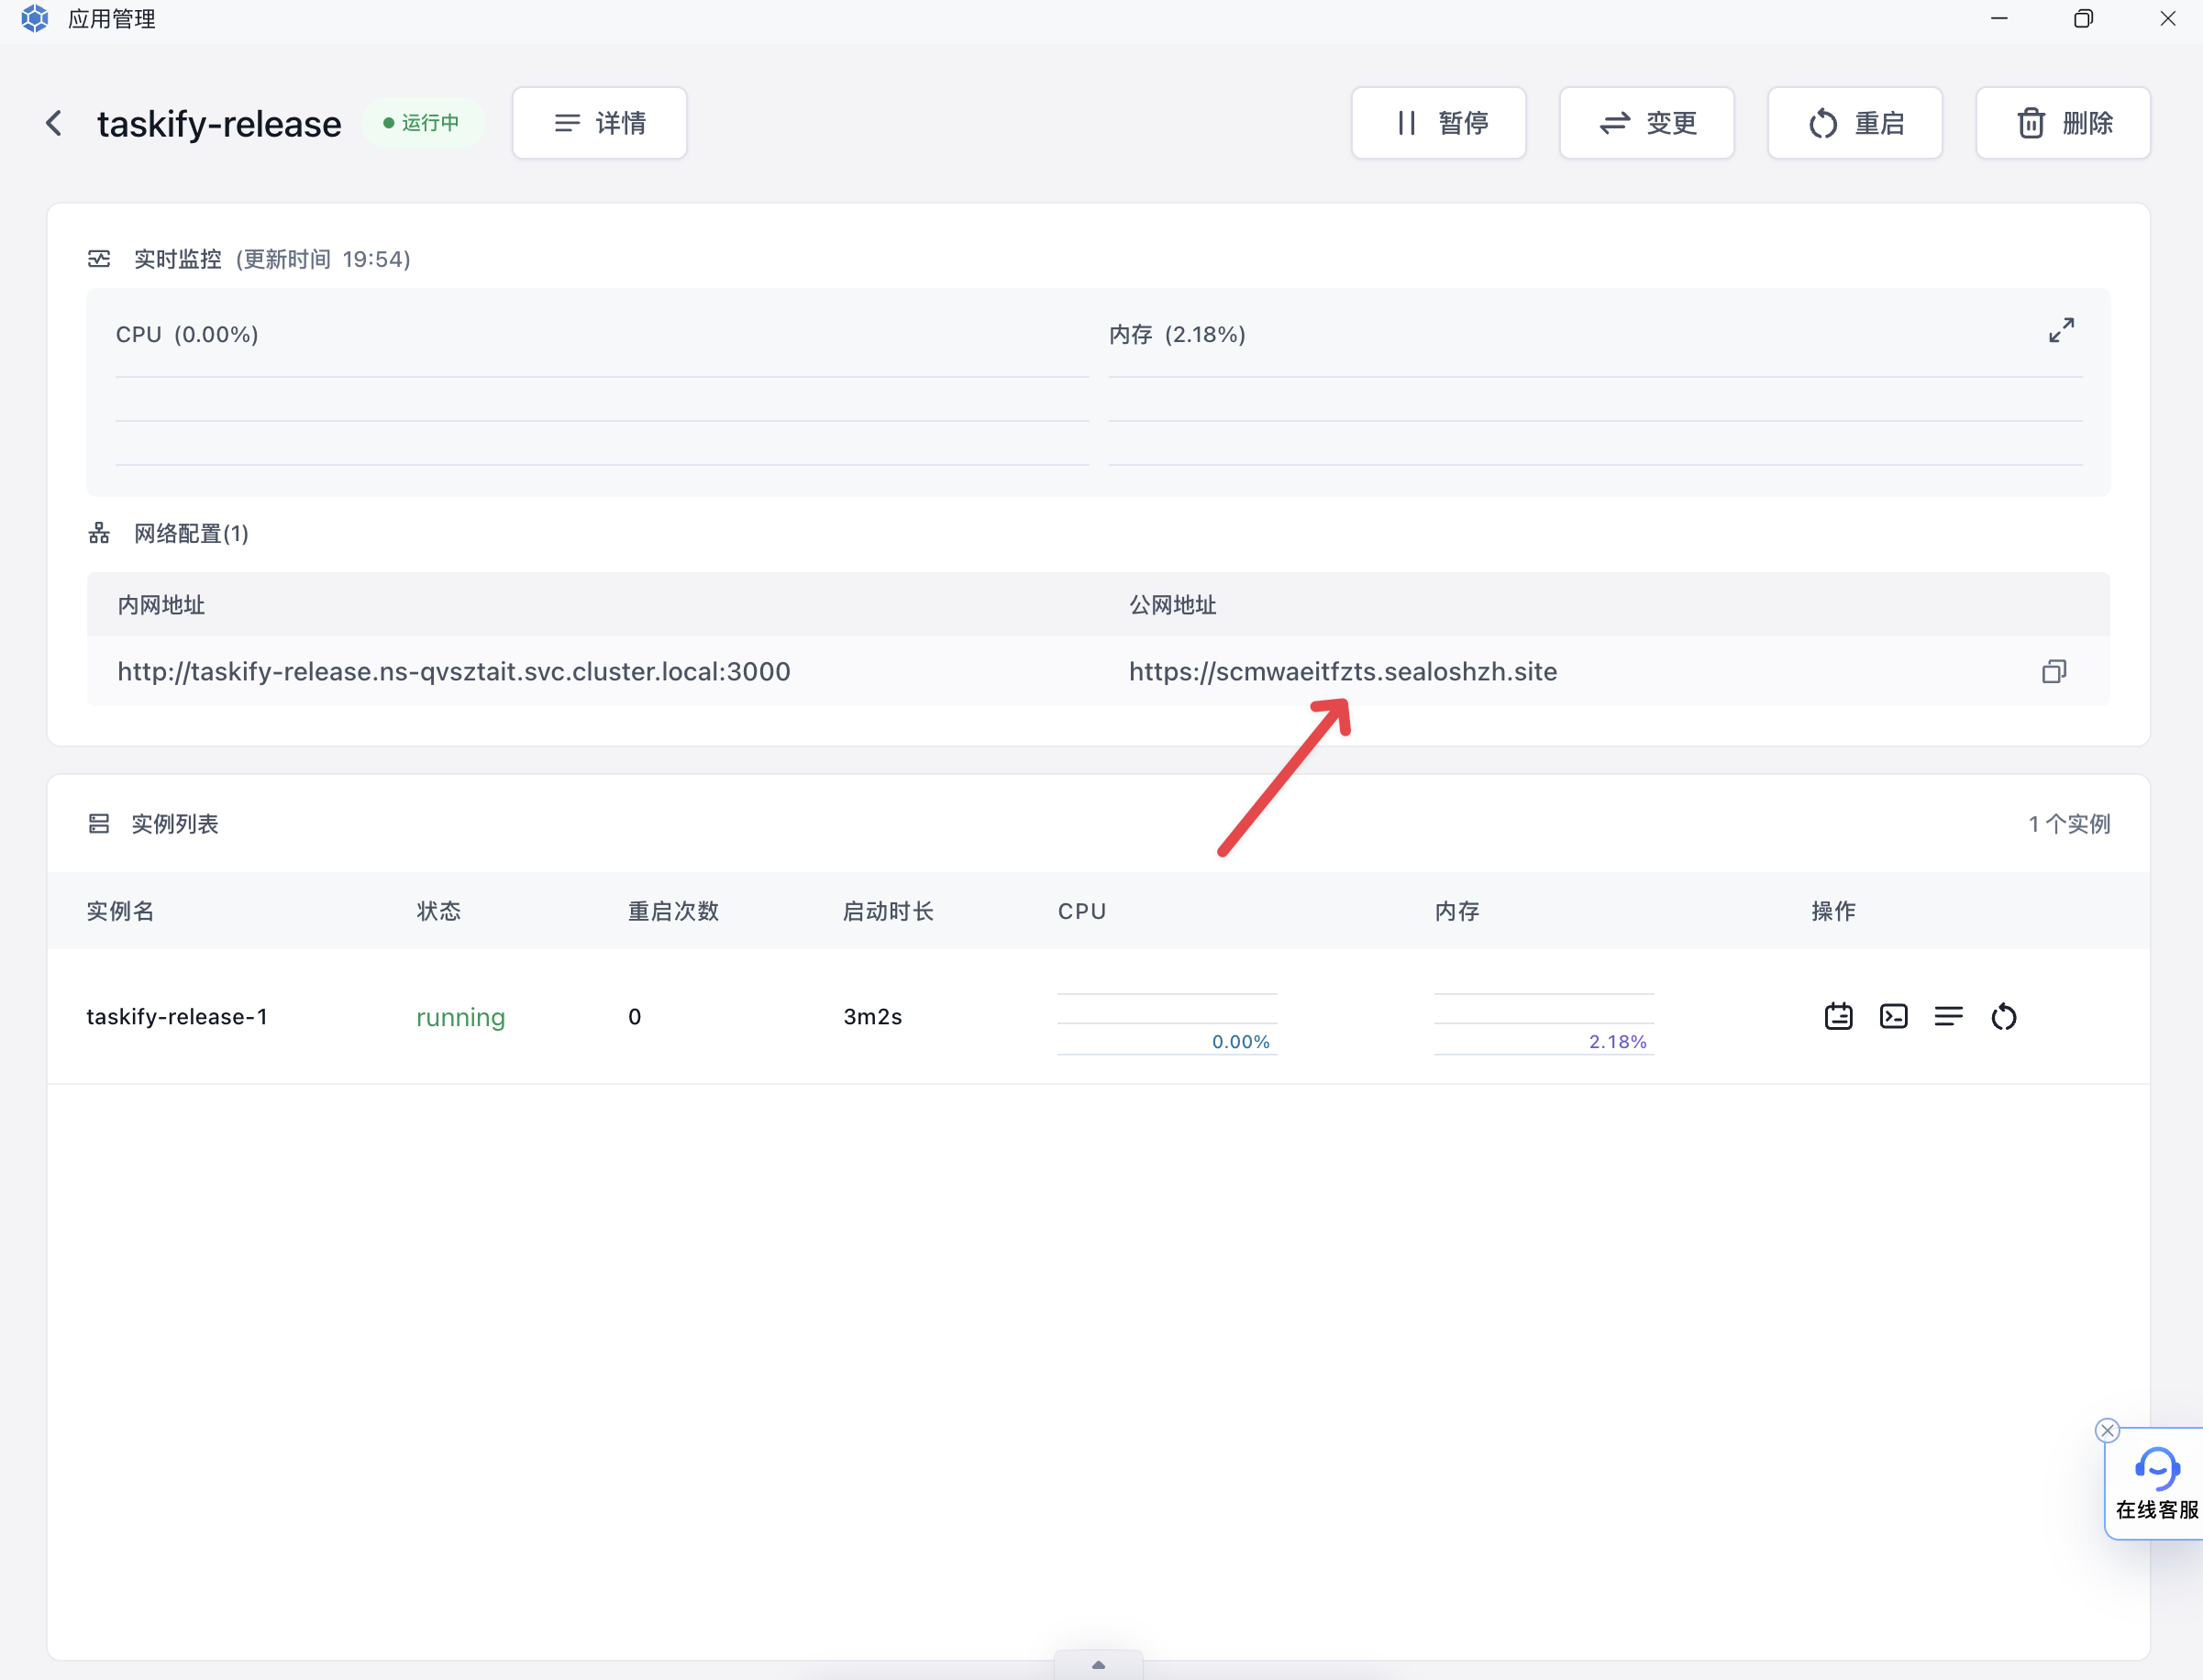 应用管理
taskify-release
运行中
详情
暂停
变更
重启
删除
实时监控 (更新时间 19:54)
CPU (0.00%)
内存 (2.18%)
网络配置(1)
内网地址
公网地址
http://taskify-release.ns-qvsztait.svc.cluster.local:3000
https://scmwaeitfzts.sealoshzh.site
实例列表
1 个实例
实例名
状态
重启次数
启动时长
CPU
内存
操作
taskify-release-1
running
0
3m2s
0.00%
2.18%
在线客服